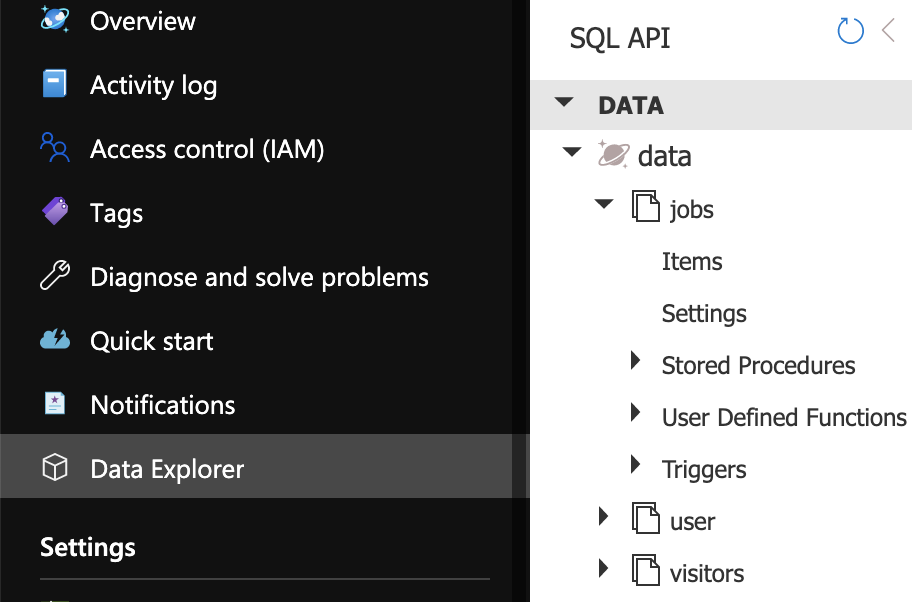 Overview
Activity log
Access control (IAM)
Tags
Diagnose and solve problems
Quick start
Notifications
Data Explorer
Settings
SQL API
DATA
data
jobs
Items
Settings
Stored Procedures
User Defined Functions
Triggers
user
visitors